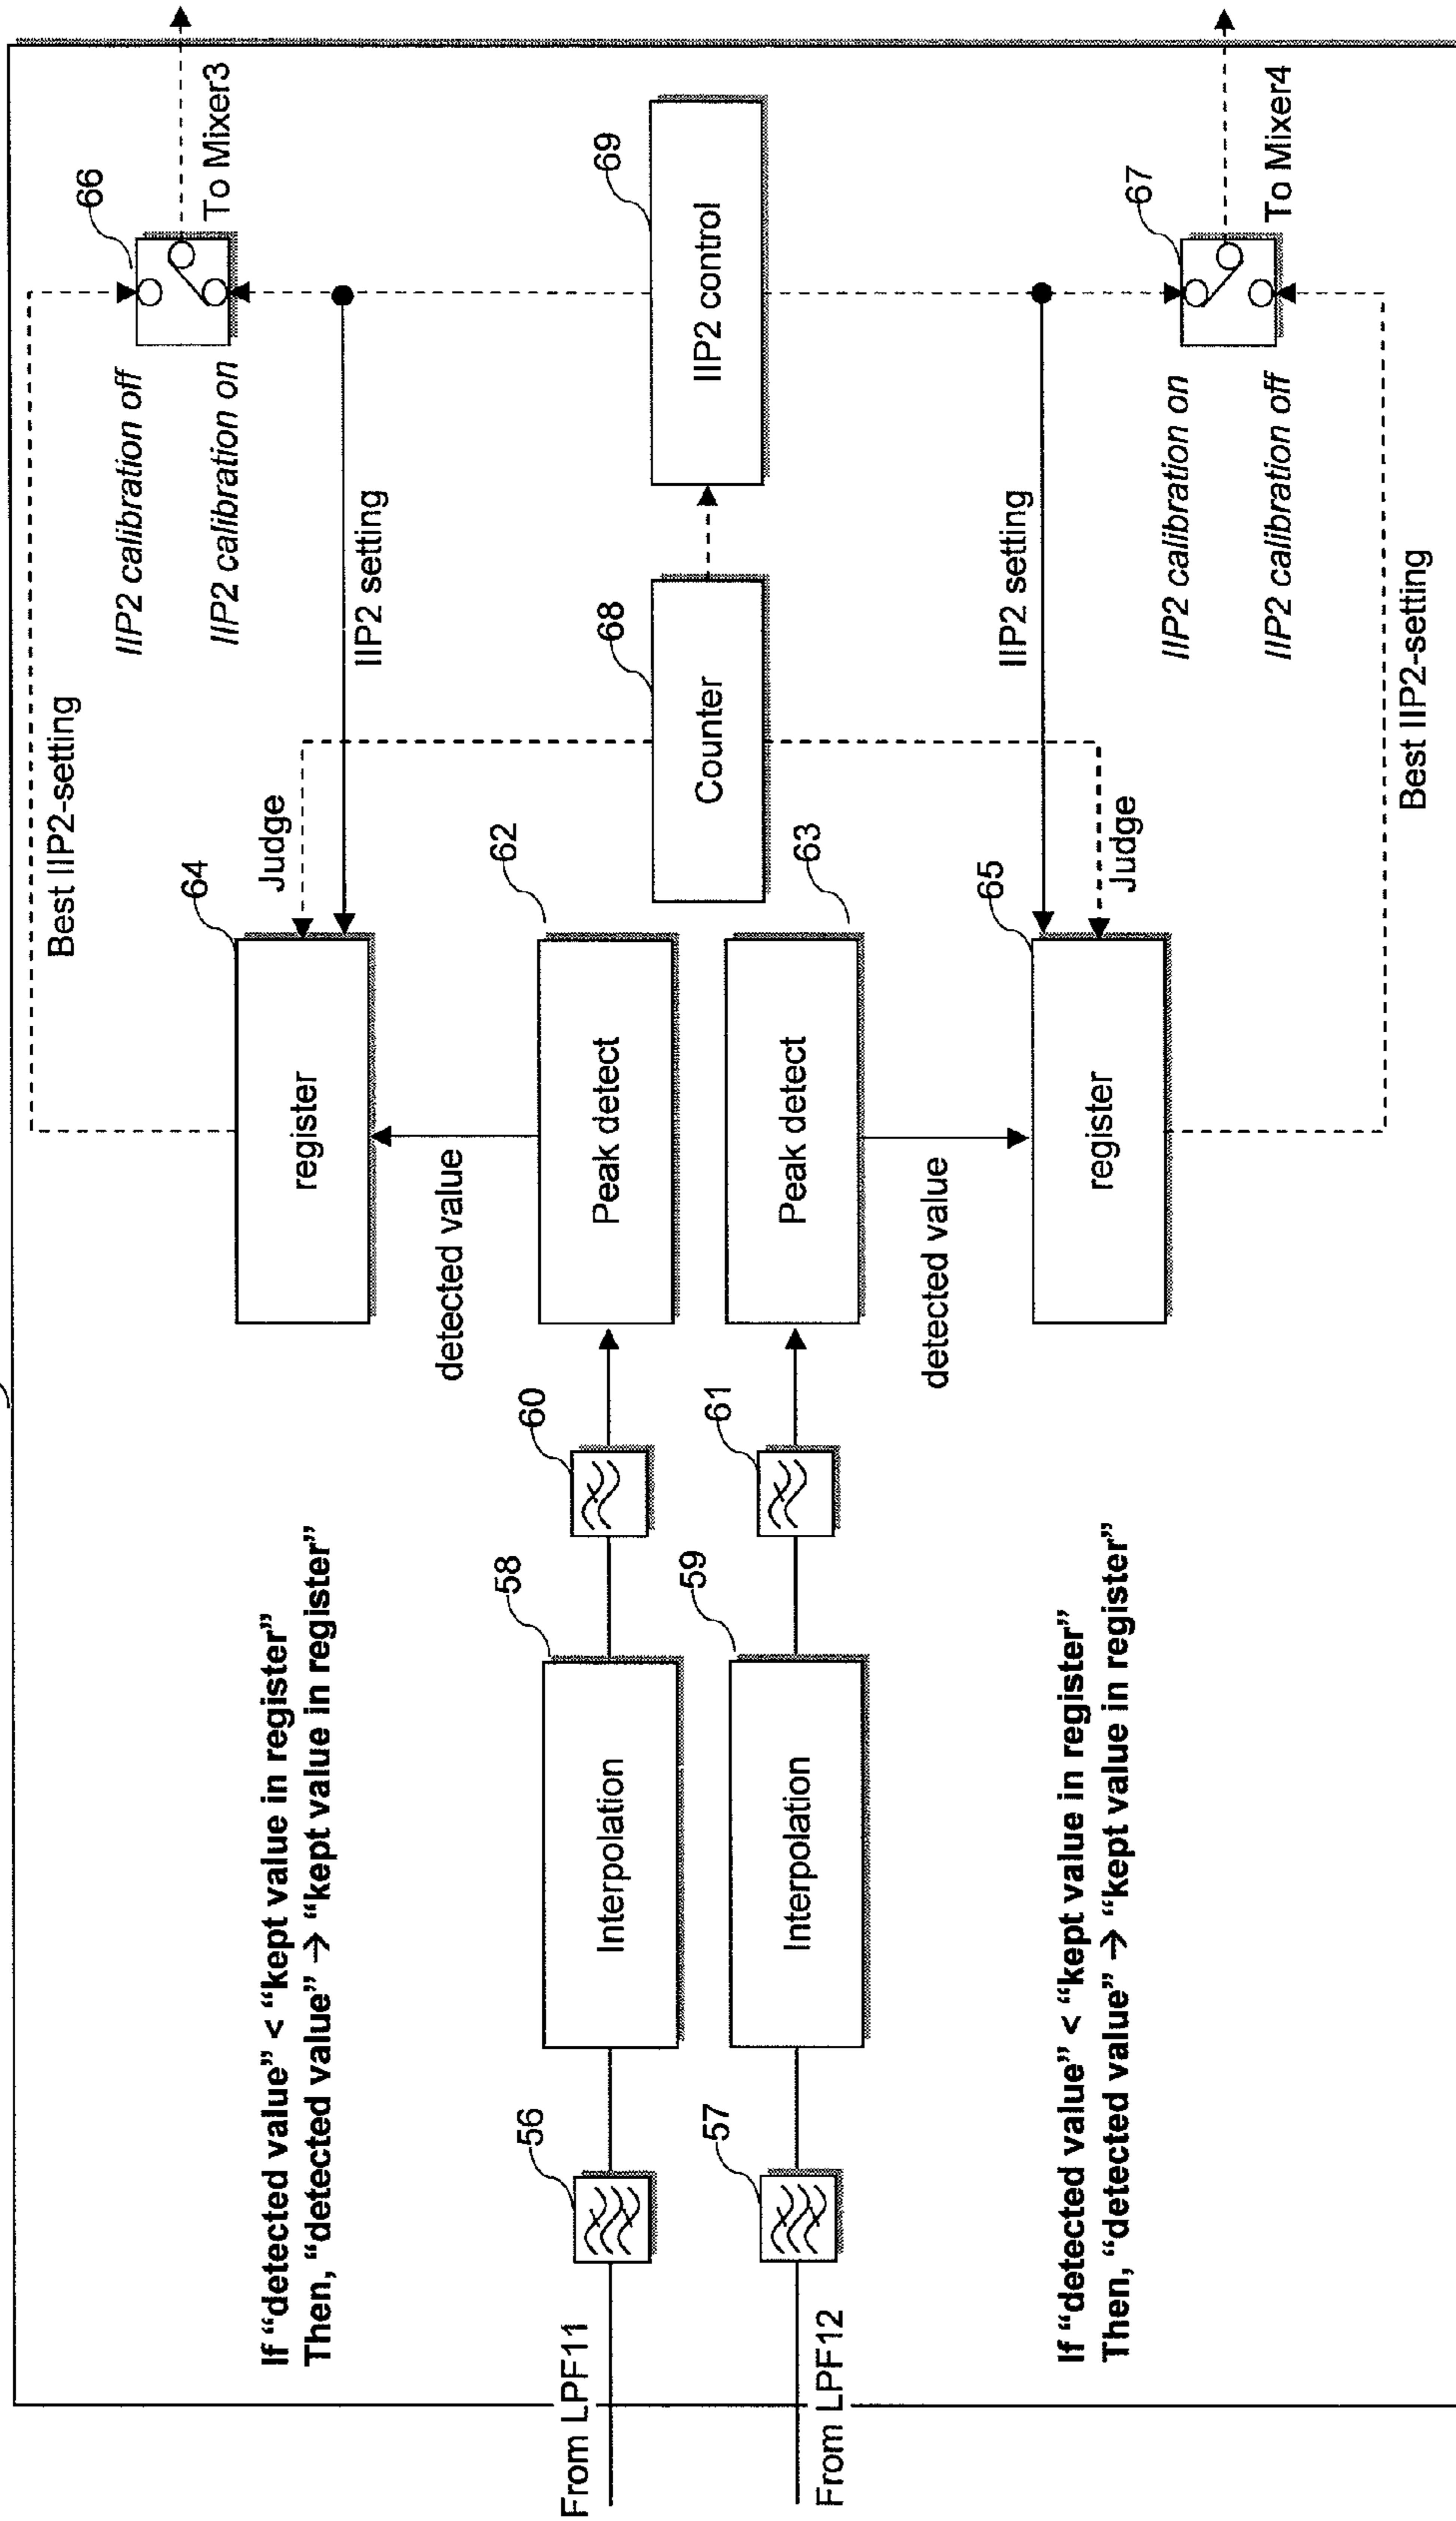 Best IIP2-setting
66
IIP2 calibration off
IIP2 calibration on
To Mixer3
64
Judge
IIP2 setting
register
If “detected value” < “kept value in register”
Then, “detected value” → “kept value in register”
detected value
62
68
69
56
58
60
From LPF11
Interpolation
Peak detect
Counter
IIP2 control
57
59
61
63
From LPF12
Interpolation
Peak detect
detected value
65
IIP2 setting
67
If “detected value” < “kept value in register”
Then, “detected value” → “kept value in register”
register
Judge
IIP2 calibration on
IIP2 calibration off
To Mixer4
Best IIP2-setting